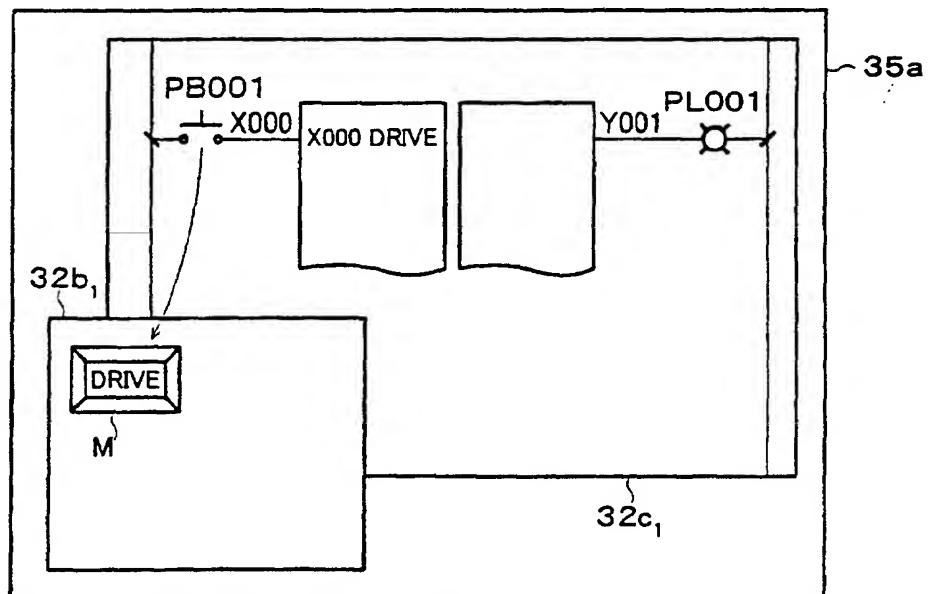 35a
PB001
PL001
X000
X000 DRIVE
Y001
32b₁
DRIVE
M
32c₁